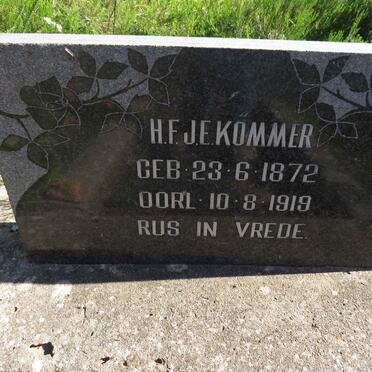 H.F.J.E. KOMMER
GEB·23·6·1872
OORL·10·8·1919
RUS IN VREDE.